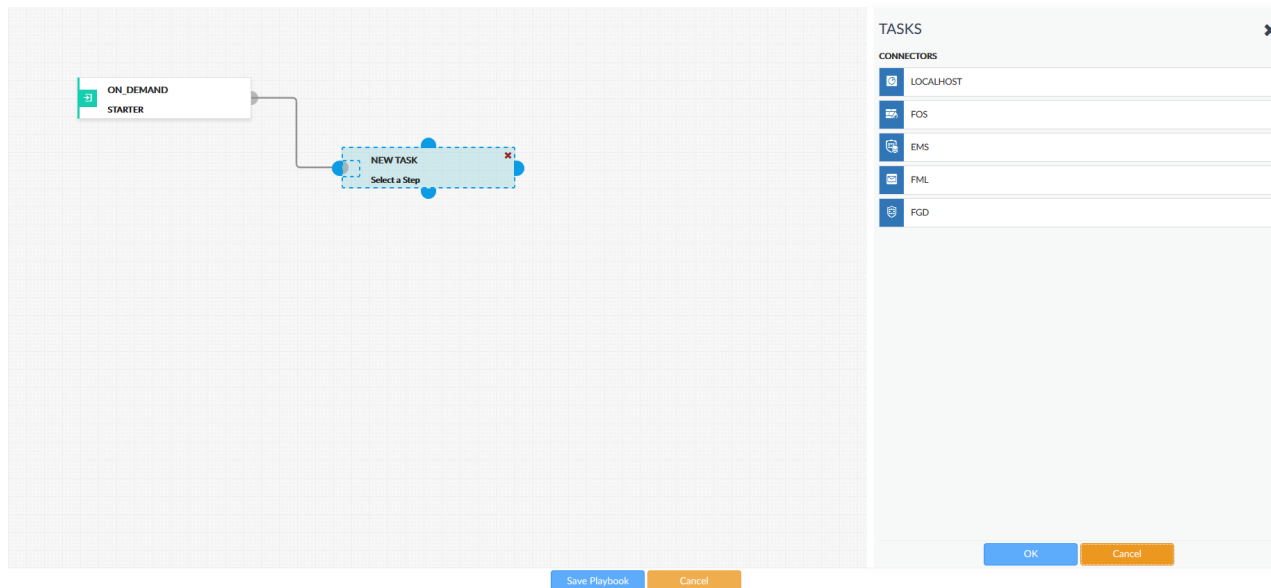 TASKS
CONNECTORS
ON_DEMAND
STARTER
NEW TASK
Select a Step
LOCALHOST
FOS
EMS
FML
FGD
OK
Cancel
Save Playbook
Cancel